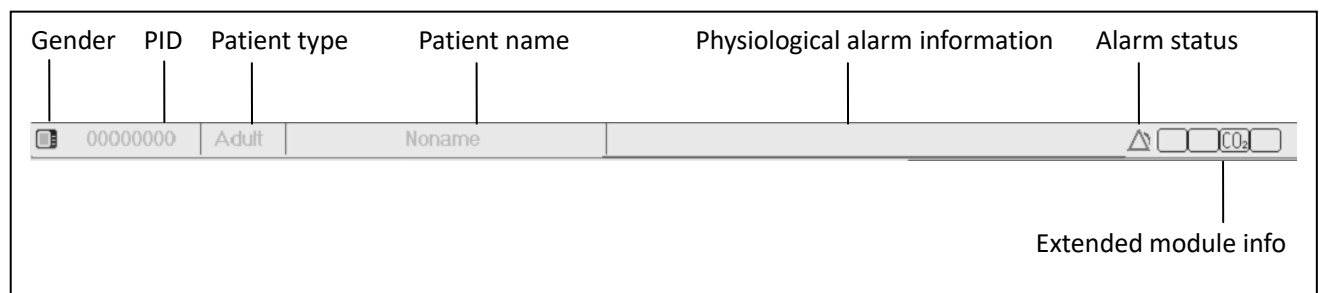 Gender PID Patient type Patient name Physiological alarm information Alarm status
00000000 Adult Noname CO₂
Extended module info